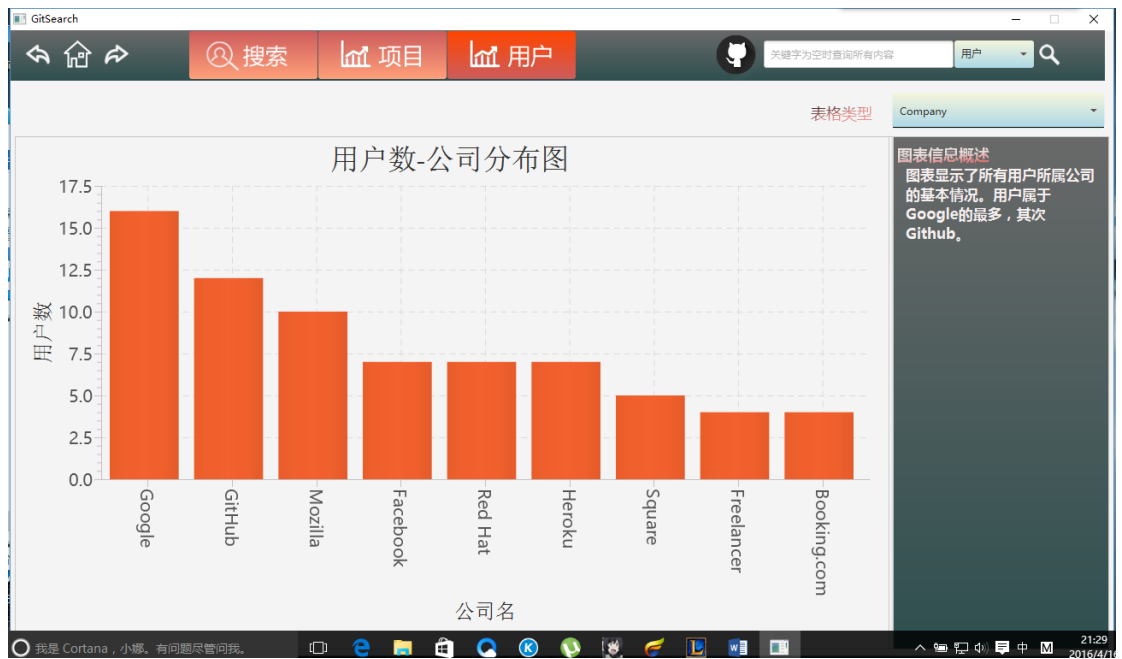 GitSearch
搜索
项目
用户
关键字为空时查询所有内容
用户
表格类型
Company
用户数-公司分布图
图表信息概述
图表显示了所有用户所属公司
的基本情况。用户属于
Google的最多，其次
Github。
用户数
17.5
15.0
12.5
10.0
7.5
5.0
2.5
0.0
Google
GitHub
Mozilla
Facebook
Red Hat
Heroku
Square
Freelancer
Booking.com
公司名
我是 Cortana，小娜。有问题尽管问我。
中
M
21:29
2016/4/16